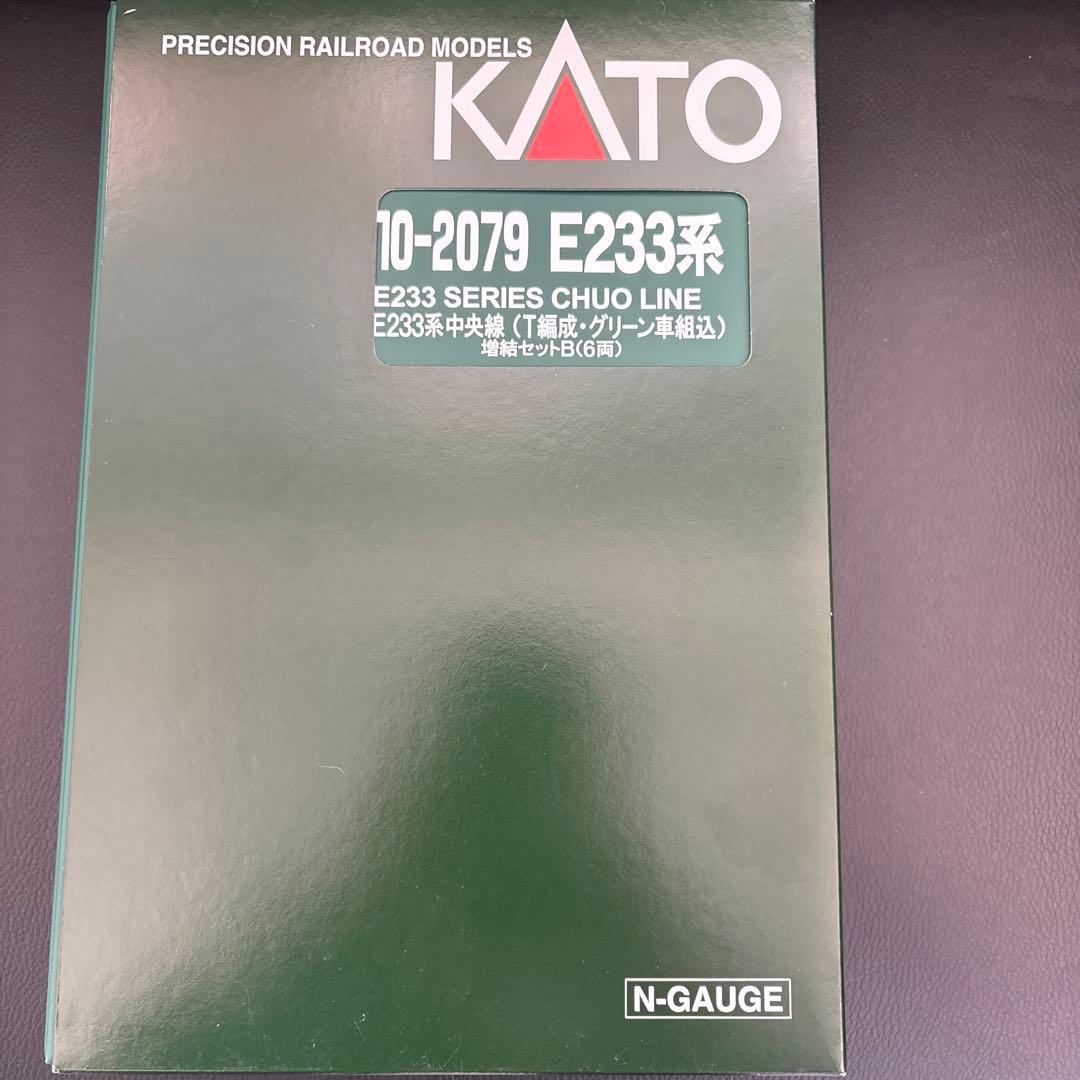 PRECISION RAILROAD MODELS
KATO
10-2079 E233系
E233 SERIES CHUO LINE
E233系中央線（T編成・グリーン車組込）
増結セットB（6両）
N-GAUGE